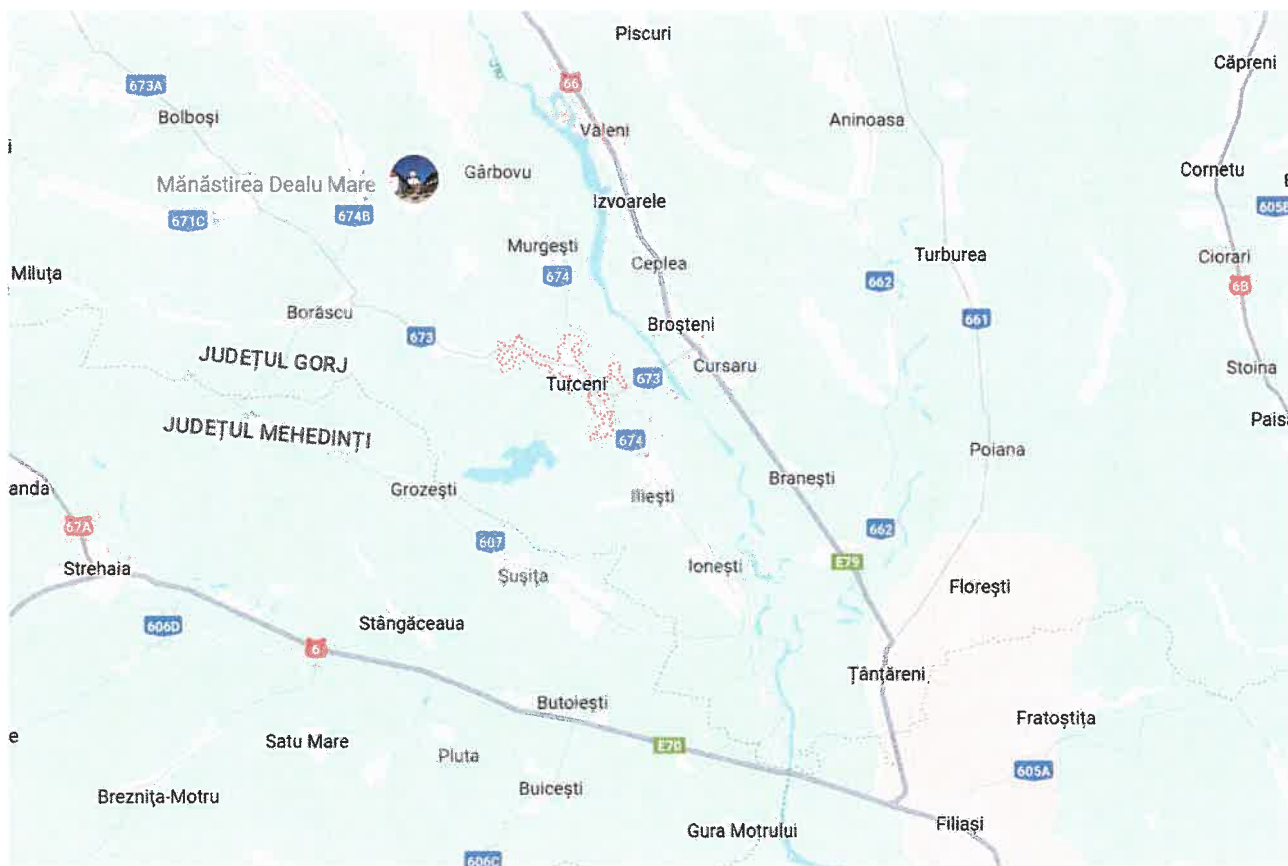 Piscuri
Căpreni
673A
66
Bolboși
Aninoasa
Văleni
i
Gârbovu
Cornetu
Mănăstirea Dealu Mare
Izvoarele
671C
674B
605B
Murgești
Turburea
Ciorari
Ceplea
Miluța
674
662
6B
Borăscu
Broșteni
661
673
JUDEȚUL GORJ
Cursaru
Stoina
Turceni
673
JUDEȚUL MEHEDINȚI
Paisa
674
Poiana
Braneşti
anda
Grozești
Iliești
67A
662
607
Strehaia
Șușița
Ionești
E79
Florești
606D
Stângăceaua
6
Țânțăreni
Butoiești
Fratoștița
e
Satu Mare
E70
Pluta
605A
Buicești
Breznița-Motru
Gura Motrului
Filiași
606C